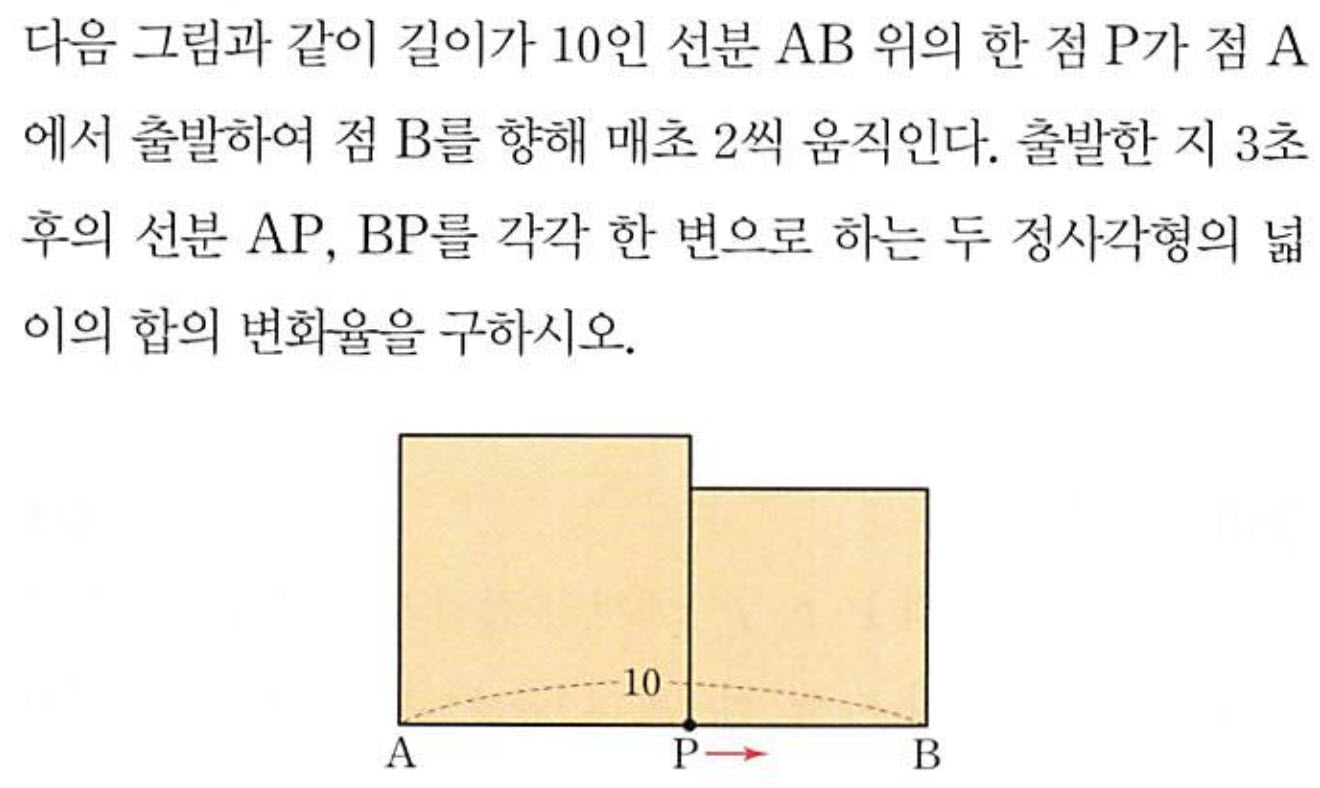 다음 그림과 같이 길이가 10인 선분 AB 위의 한 점 P가 점 A
에서 출발하여 점 B를 향해 매초 2씩 움직인다. 출발한 지 3초
후의 선분 AP, BP를 각각 한 변으로 하는 두 정사각형의 넓
이의 합의 변화율을 구하시오.
10
A P B